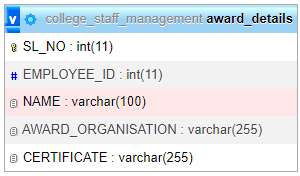 v college_staff_management award_details
SL_NO : int(11)
# EMPLOYEE_ID : int(11)
NAME : varchar(100)
AWARD_ORGANISATION : varchar(255)
CERTIFICATE : varchar(255)